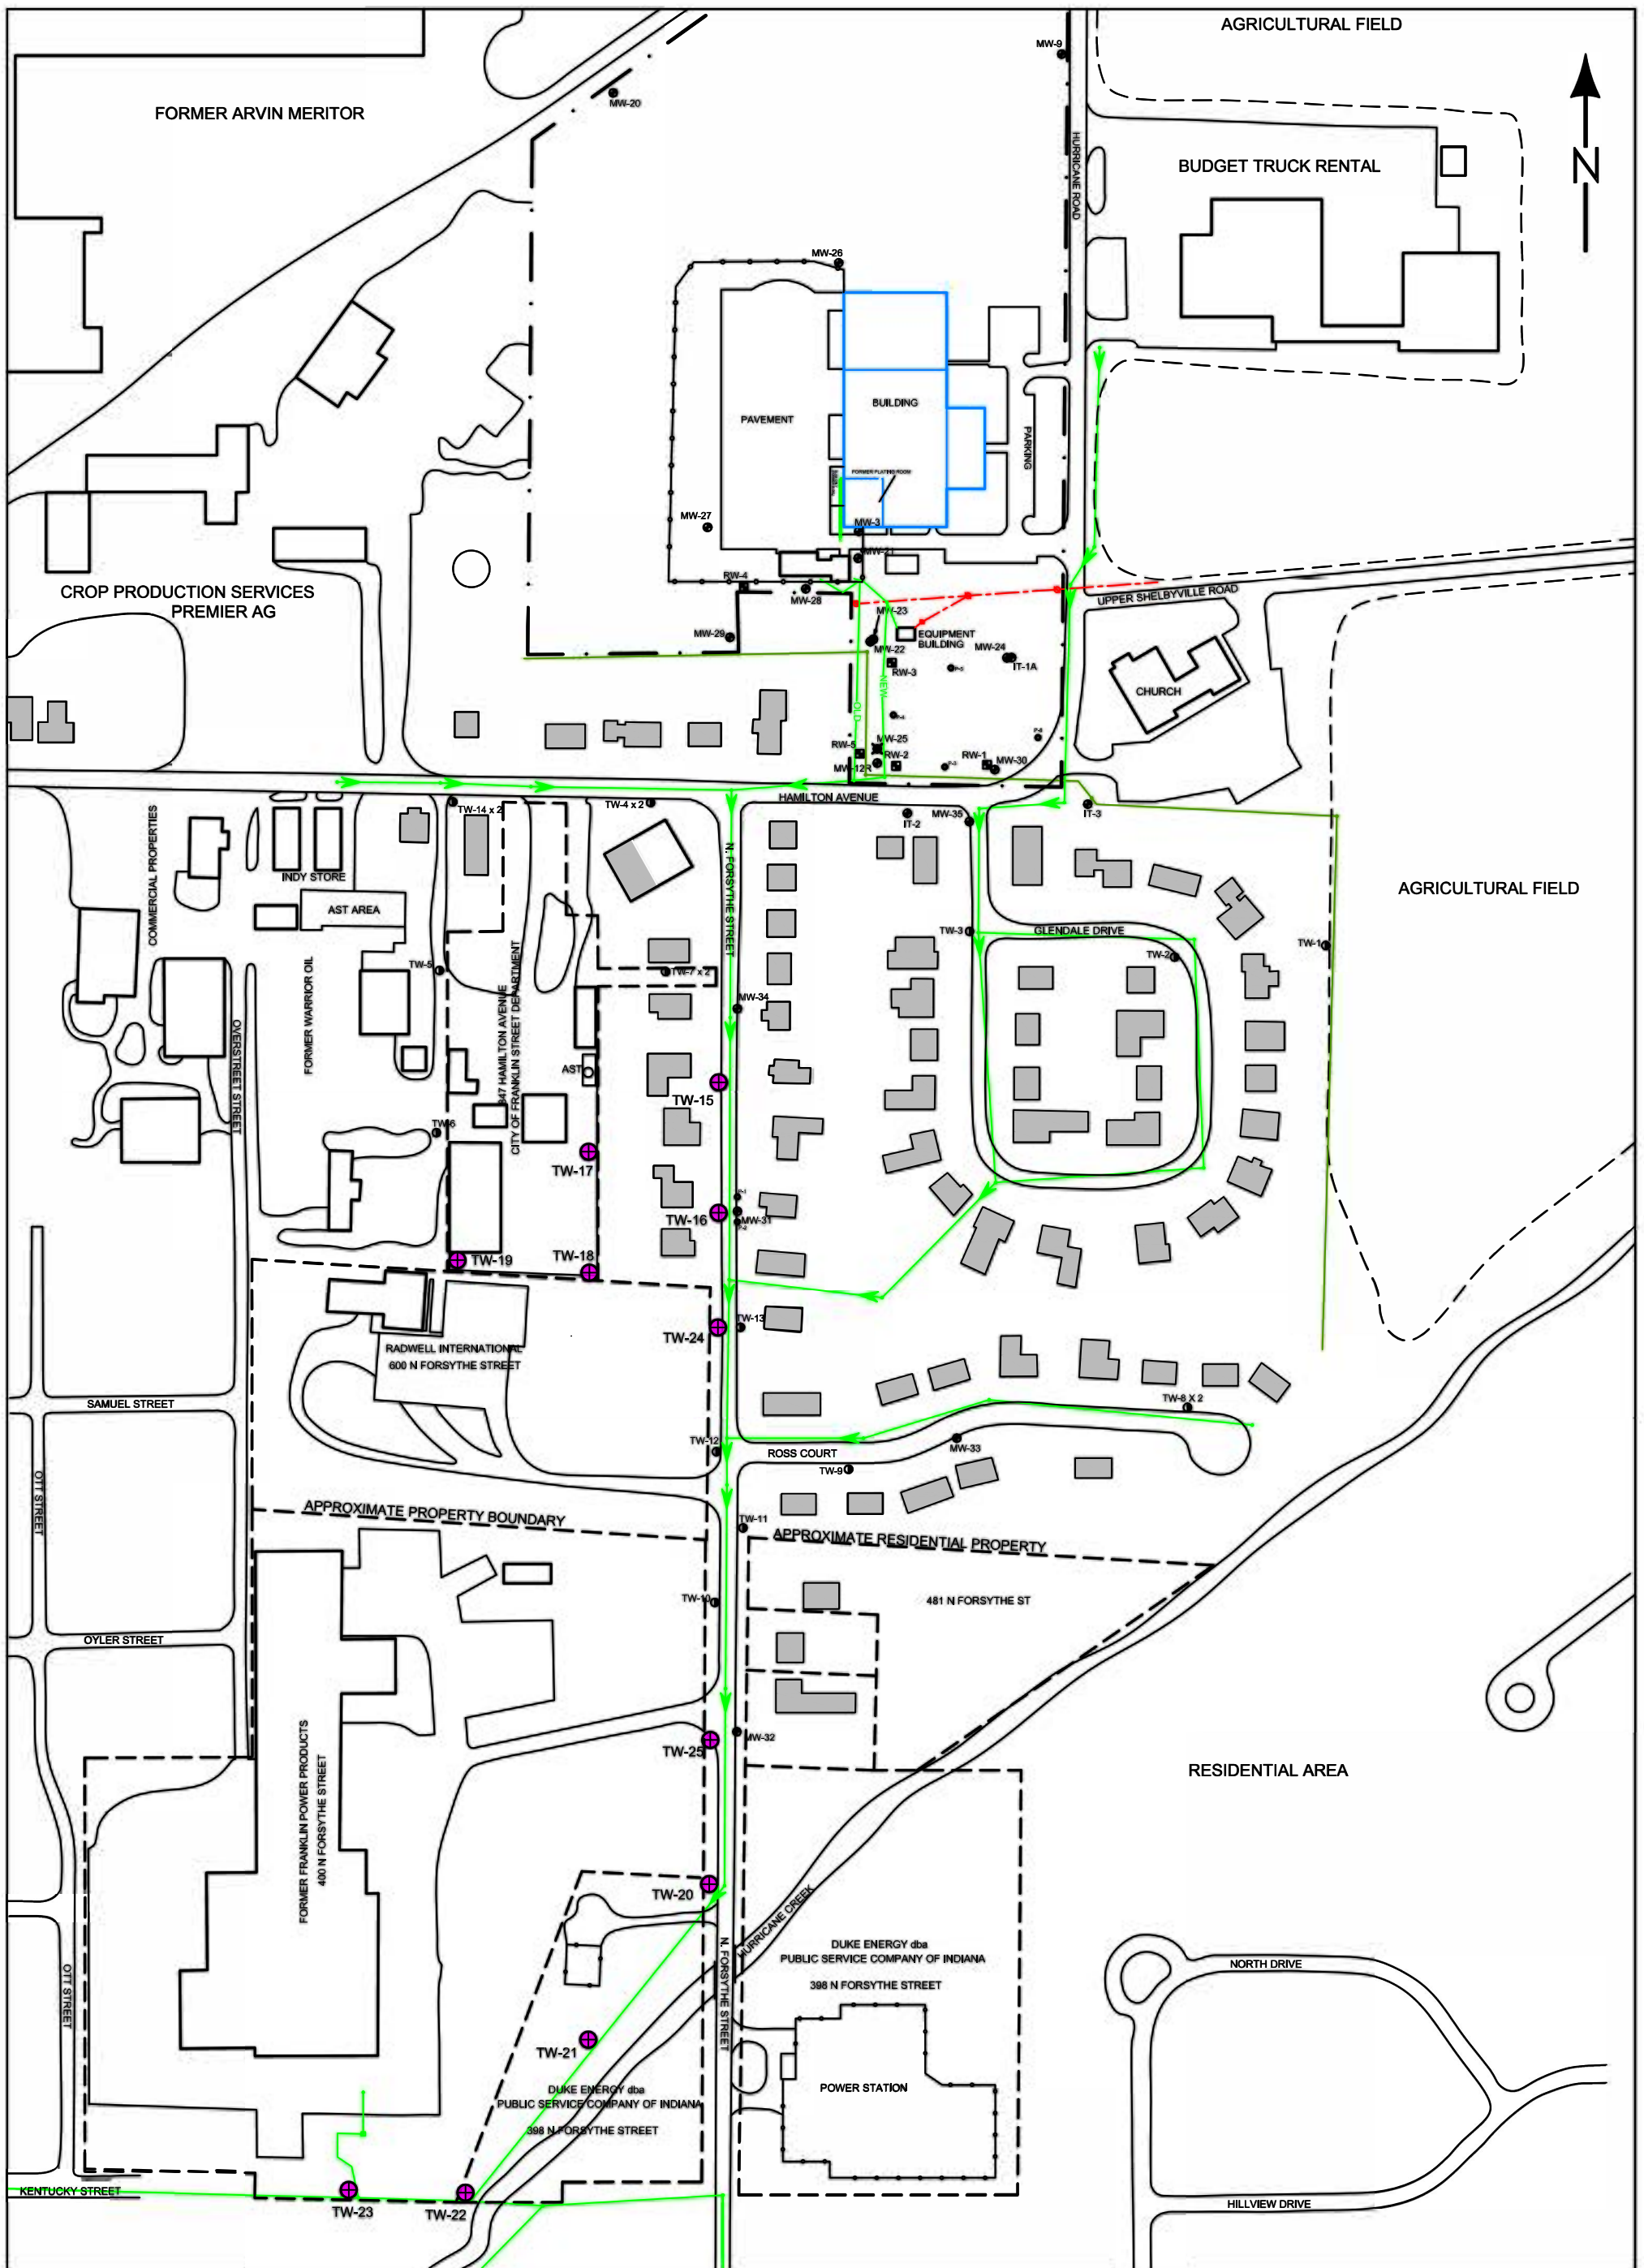 AGRICULTURAL FIELD
MW-9
MW-20
FORMER ARVIN MERITOR
HURRICANE ROAD
BUDGET TRUCK RENTAL
N
MW-26
BUILDING
PAVEMENT
PARKING
FORMER PLATING ROOM
MW-27
MW-3
MW-21
RW-4
MW-28
CROP PRODUCTION SERVICES
PREMIER AG
UPPER SHELBYVILLE ROAD
MW-23
MW-29
EQUIPMENT
BUILDING
MW-22
MW-24
IT-1A
RW-3
CHURCH
NEW
OLD
MW-25
RW-5
RW-2
RW-1
MW-12R
MW-30
HAMILTON AVENUE
TW-14 x 2
TW-4 x 2
IT-2
MW-35
IT-3
COMMERCIAL PROPERTIES
INDY STORE
AST AREA
N. FORSYTHE STREET
AGRICULTURAL FIELD
TW-3
GLENDALE DRIVE
TW-1
TW-2
TW-5
TW-7 x 2
FORMER WARRIOR OIL
847 HAMILTON AVENUE
CITY OF FRANKLIN STREET DEPARTMENT
MW-34
OVERSTREET STREET
AST
TW-15
TW-6
TW-17
TW-16
MW-31
TW-19
TW-18
TW-24
TW-13
RADWELL INTERNATIONAL
600 N FORSYTHE STREET
SAMUEL STREET
TW-8 X 2
TW-12
ROSS COURT
MW-33
TW-9
OTT STREET
APPROXIMATE PROPERTY BOUNDARY
TW-11
APPROXIMATE RESIDENTIAL PROPERTY
TW-10
481 N FORSYTHE ST
OYLER STREET
FORMER FRANKLIN POWER PRODUCTS
400 N FORSYTHE STREET
MW-32
TW-25
RESIDENTIAL AREA
TW-20
HURRICANE CREEK
N. FORSYTHE STREET
DUKE ENERGY dba
PUBLIC SERVICE COMPANY OF INDIANA
398 N FORSYTHE STREET
NORTH DRIVE
OTT STREET
TW-21
POWER STATION
DUKE ENERGY dba
PUBLIC SERVICE COMPANY OF INDIANA
398 N FORSYTHE STREET
KENTUCKY STREET
TW-23
TW-22
HILLVIEW DRIVE